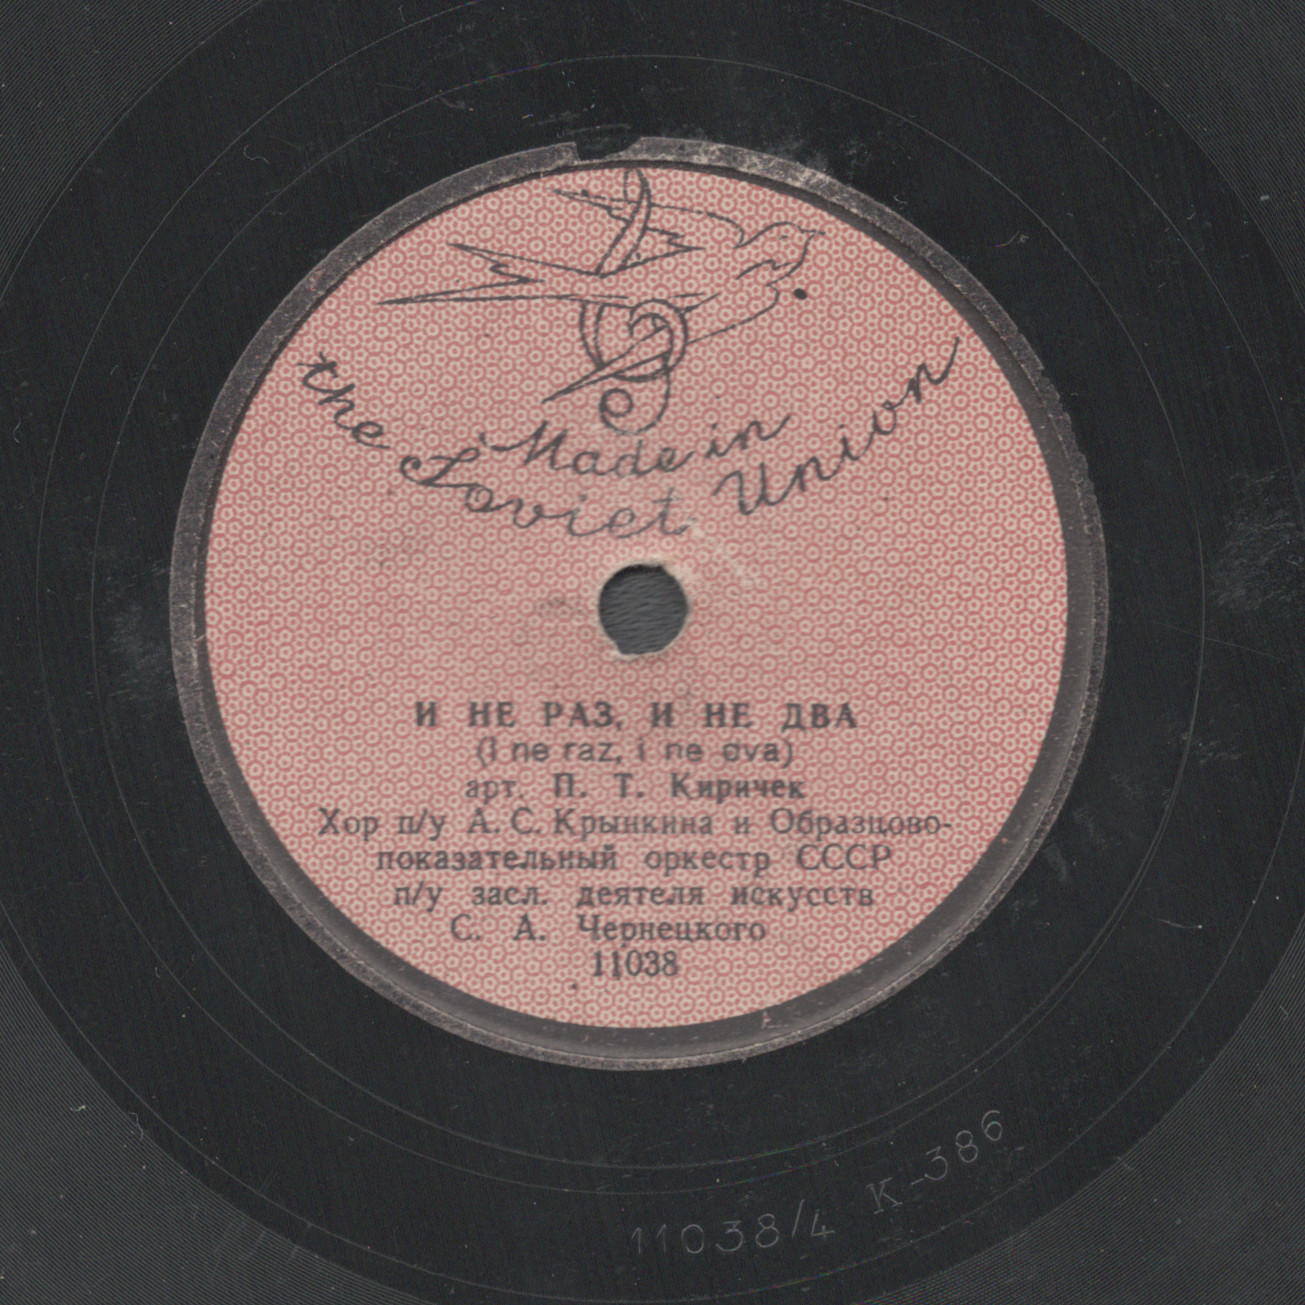 Made in
the Soviet Union
И НЕ РАЗ, И НЕ ДВА
(I ne raz, i ne dva)
арт. П. Т. Киричек
Хор п/у А. С. Крынкина и Образцово-
показательный оркестр СССР
п/у засл. деятеля искусств
С. А. Чернецкого
11038
11038/4 К-386